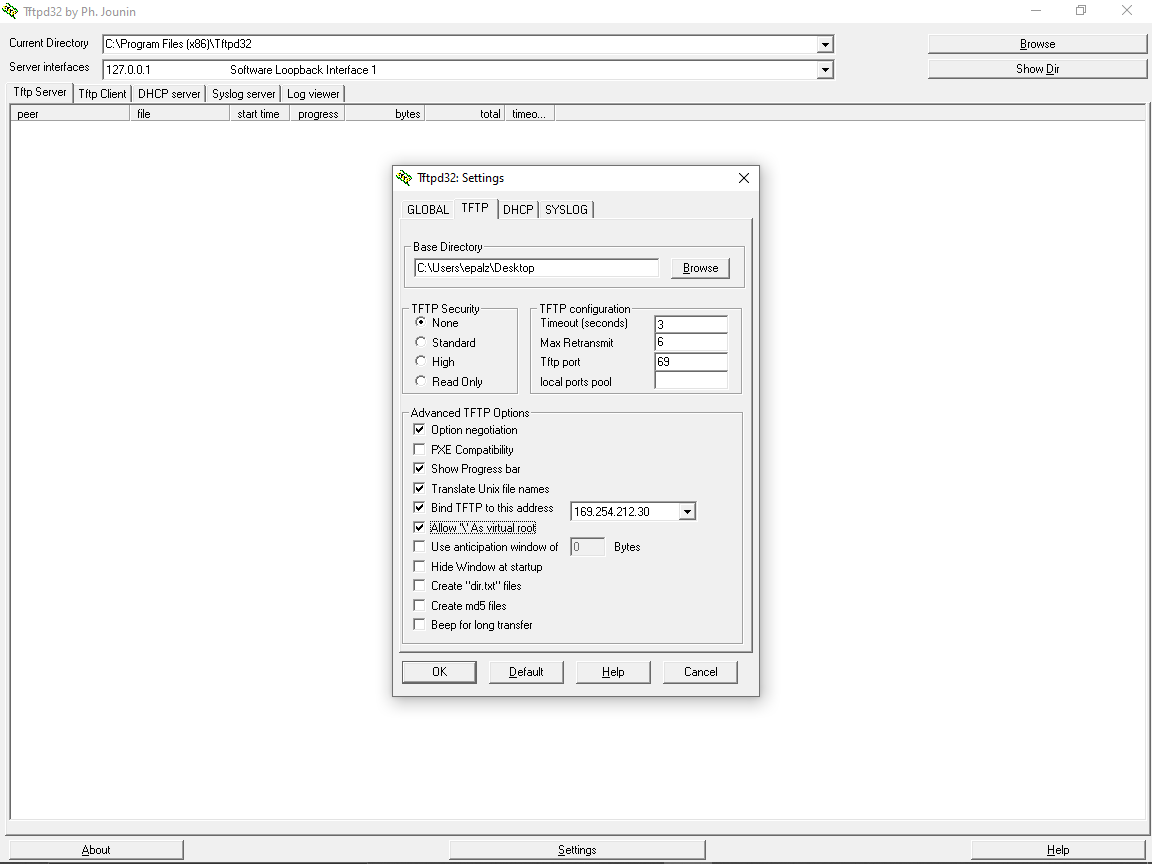 Tftpd32 by Ph. Jounin
Current Directory C:\Program Files (x86)\Tftpd32 Browse
Server interfaces 127.0.0.1 Software Loopback Interface 1 Show Dir
Tftp Server Tftp Client DHCP server Syslog server Log viewer
peer file start time progress bytes total timeo...
Tftpd32: Settings
GLOBAL TFTP DHCP SYSLOG
Base Directory
C:\Users\epalz\Desktop Browse
TFTP Security
None
Standard
High
Read Only
TFTP configuration
Timeout (seconds) 3
Max Retransmit 6
Tftp port 69
local ports pool
Advanced TFTP Options
Option negotiation
PXE Compatibility
Show Progress bar
Translate Unix file names
Bind TFTP to this address 169.254.212.30
Allow '\' As virtual root
Use anticipation window of 0 Bytes
Hide Window at startup
Create "dir.txt" files
Create md5 files
Beep for long transfer
OK Default Help Cancel
About Settings Help